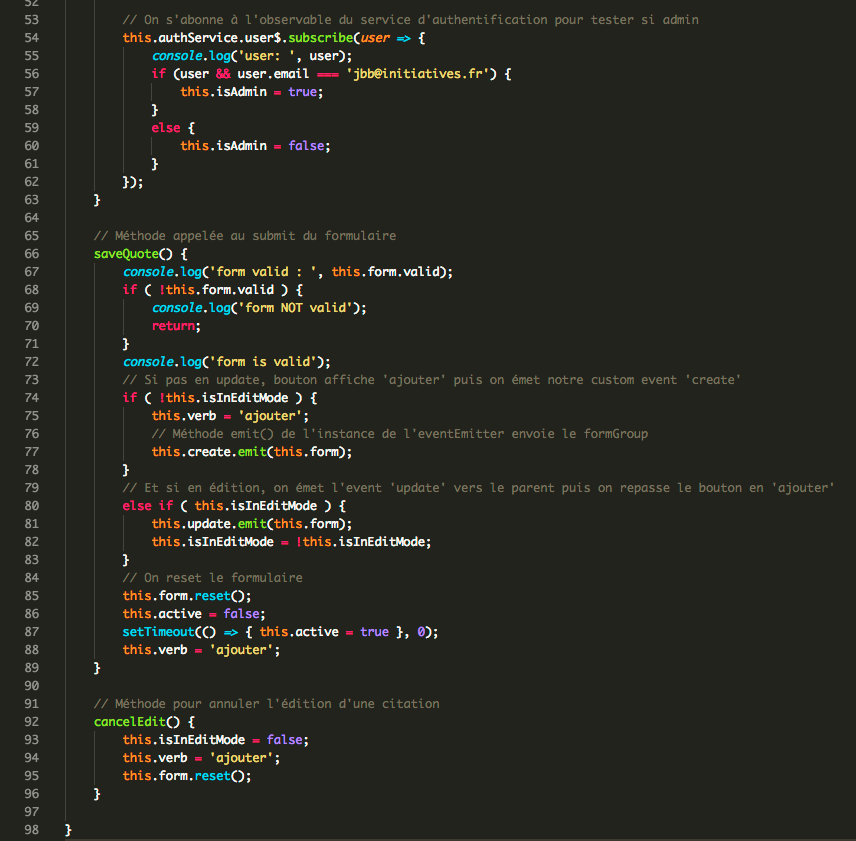 52
53 // On s'abonne à l'observable du service d'authentification pour tester si admin
54 this.authService.user$.subscribe(user => {
55 console.log('user: ', user);
56 if (user && user.email === 'jbb@initiatives.fr') {
57 this.isAdmin = true;
58 }
59 else {
60 this.isAdmin = false;
61 }
62 });
63 }
64
65 // Méthode appelée au submit du formulaire
66 saveQuote() {
67 console.log('form valid : ', this.form.valid);
68 if ( !this.form.valid ) {
69 console.log('form NOT valid');
70 return;
71 }
72 console.log('form is valid');
73 // Si pas en update, bouton affiche 'ajouter' puis on émet notre custom event 'create'
74 if ( !this.isInEditMode ) {
75 this.verb = 'ajouter';
76 // Méthode emit() de l'instance de l'eventEmitter envoie le formGroup
77 this.create.emit(this.form);
78 }
79 // Et si en édition, on émet l'event 'update' vers le parent puis on repasse le bouton en 'ajouter'
80 else if ( this.isInEditMode ) {
81 this.update.emit(this.form);
82 this.isInEditMode = !this.isInEditMode;
83 }
84 // On reset le formulaire
85 this.form.reset();
86 this.active = false;
87 setTimeout(() => { this.active = true }, 0);
88 this.verb = 'ajouter';
89 }
90
91 // Méthode pour annuler l'édition d'une citation
92 cancelEdit() {
93 this.isInEditMode = false;
94 this.verb = 'ajouter';
95 this.form.reset();
96 }
97
98 }